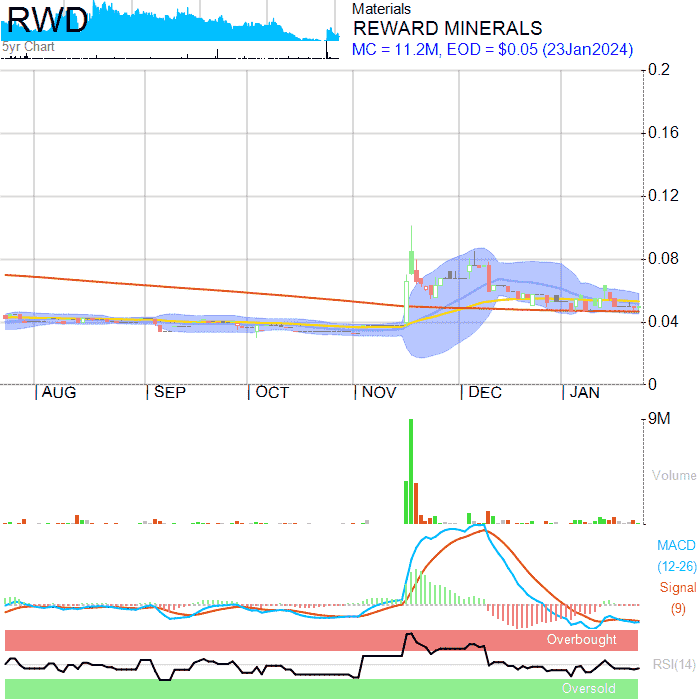 RWD
5yr Chart
Materials
REWARD MINERALS
MC = 11.2M, EOD = $0.05 (23Jan2024)
0.2
0.16
0.12
0.08
0.04
0
AUG SEP OCT NOV DEC JAN
9M
Volume
MACD
(12-26)
Signal
(9)
Overbought
RSI(14)
Oversold